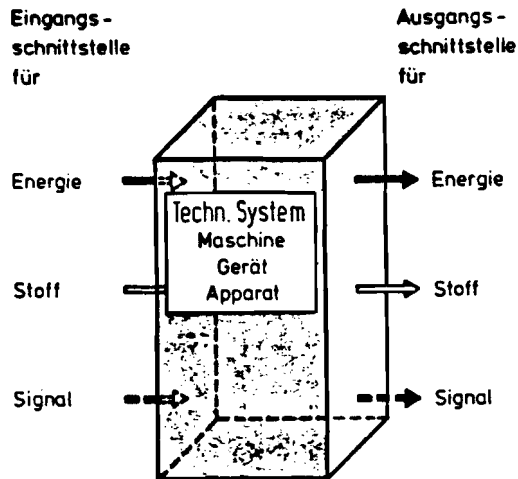 Eingangs-
schnittstelle
für
Ausgangs-
schnittstelle
für
Energie
Energie
Techn. System
Maschine
Gerät
Apparat
Stoff
Stoff
Signal
Signal